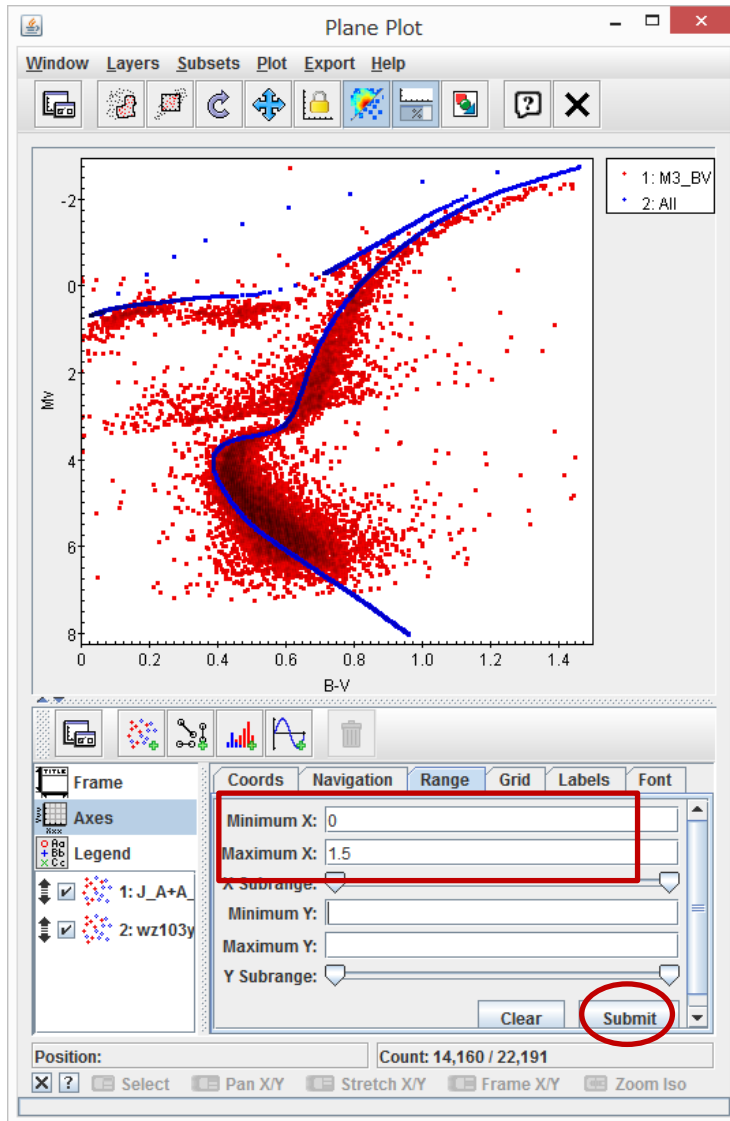 Plane Plot
Window Layers Subsets Plot Export Help
1: M3_BV
2: All
-2
0
2
4
6
8
Mv
0 0.2 0.4 0.6 0.8 1.0 1.2 1.4
B-V
Frame
Axes
Legend
1: J_A+A_
2: wz103y
Coords Navigation Range Grid Labels Font
Minimum X: 0
Maximum X: 1.5
X Subrange:
Minimum Y:
Maximum Y:
Y Subrange:
Clear Submit
Position: Count: 14,160 / 22,191
Select Pan X/Y Stretch X/Y Frame X/Y Zoom Iso